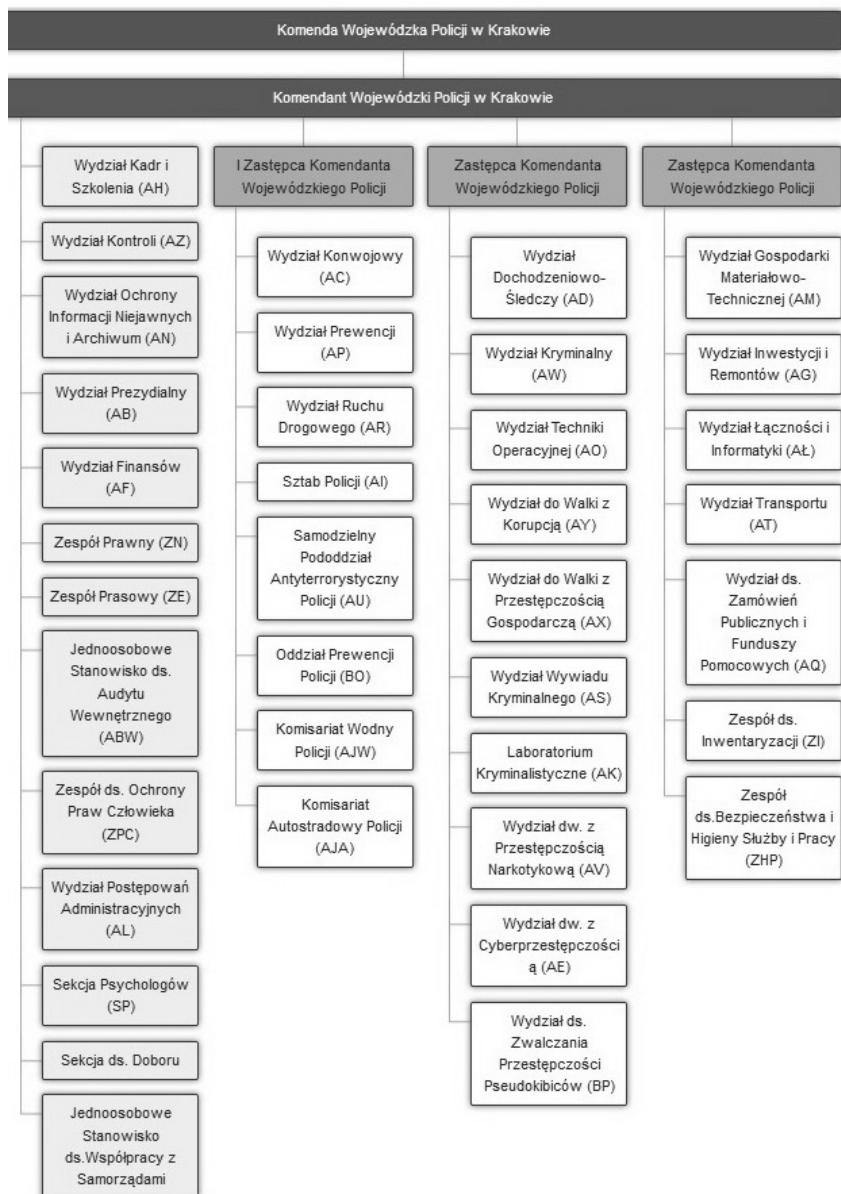 Komenda Wojewódzka Policji w Krakowie
Komendant Wojewódzki Policji w Krakowie
Wydział Kadr i
Szkolenia (AH)
Wydział Kontroli (AZ)
Wydział Ochrony
Informacji Niejawnych
i Archiwum (AN)
Wydział Prezydialny
(AB)
Wydział Finansów
(AF)
Zespół Prawny (ZN)
Zespół Prasowy (ZE)
Jednoosobowe
Stanowisko ds.
Audytu
Wewnętrznego
(ABW)
Zespół ds. Ochrony
Praw Człowieka
(ZPC)
Wydział Postępowań
Administracyjnych
(AL)
Sekcja Psychologów
(SP)
Sekcja ds. Doboru
Jednoosobowe
Stanowisko
ds.Współpracy z
Samorządami
I Zastępca Komendanta
Wojewódzkiego Policji
Wydział Konwojowy
(AC)
Wydział Prewencji
(AP)
Wydział Ruchu
Drogowego (AR)
Sztab Policji (AI)
Samodzielny
Pododdział
Antyterrorystyczny
Policji (AU)
Oddział Prewencji
Policji (BO)
Komisariat Wodny
Policji (AJW)
Komisariat
Autostradowy Policji
(AJA)
Zastępca Komendanta
Wojewódzkiego Policji
Wydział
Dochodzeniowo-
Śledczy (AD)
Wydział Kryminalny
(AW)
Wydział Techniki
Operacyjnej (AO)
Wydział do Walki z
Korupcją (AY)
Wydział do Walki z
Przestępczością
Gospodarczą (AX)
Wydział Wywiadu
Kryminalnego (AS)
Laboratorium
Kryminalistyczne (AK)
Wydział dw. z
Przestępczością
Narkotykową (AV)
Wydział dw. z
Cyberprzestępczości
ą (AE)
Wydział ds.
Zwalczania
Przestępczości
Pseudokibiców (BP)
Zastępca Komendanta
Wojewódzkiego Policji
Wydział Gospodarki
Materiałowo-
Technicznej (AM)
Wydział Inwestycji i
Remontów (AG)
Wydział Łączności i
Informatyki (AŁ)
Wydział Transportu
(AT)
Wydział ds.
Zamówień
Publicznych i
Funduszy
Pomocowych (AQ)
Zespół ds.
Inwentaryzacji (ZI)
Zespół
ds.Bezpieczeństwa i
Higieny Służby i Pracy
(ZHP)